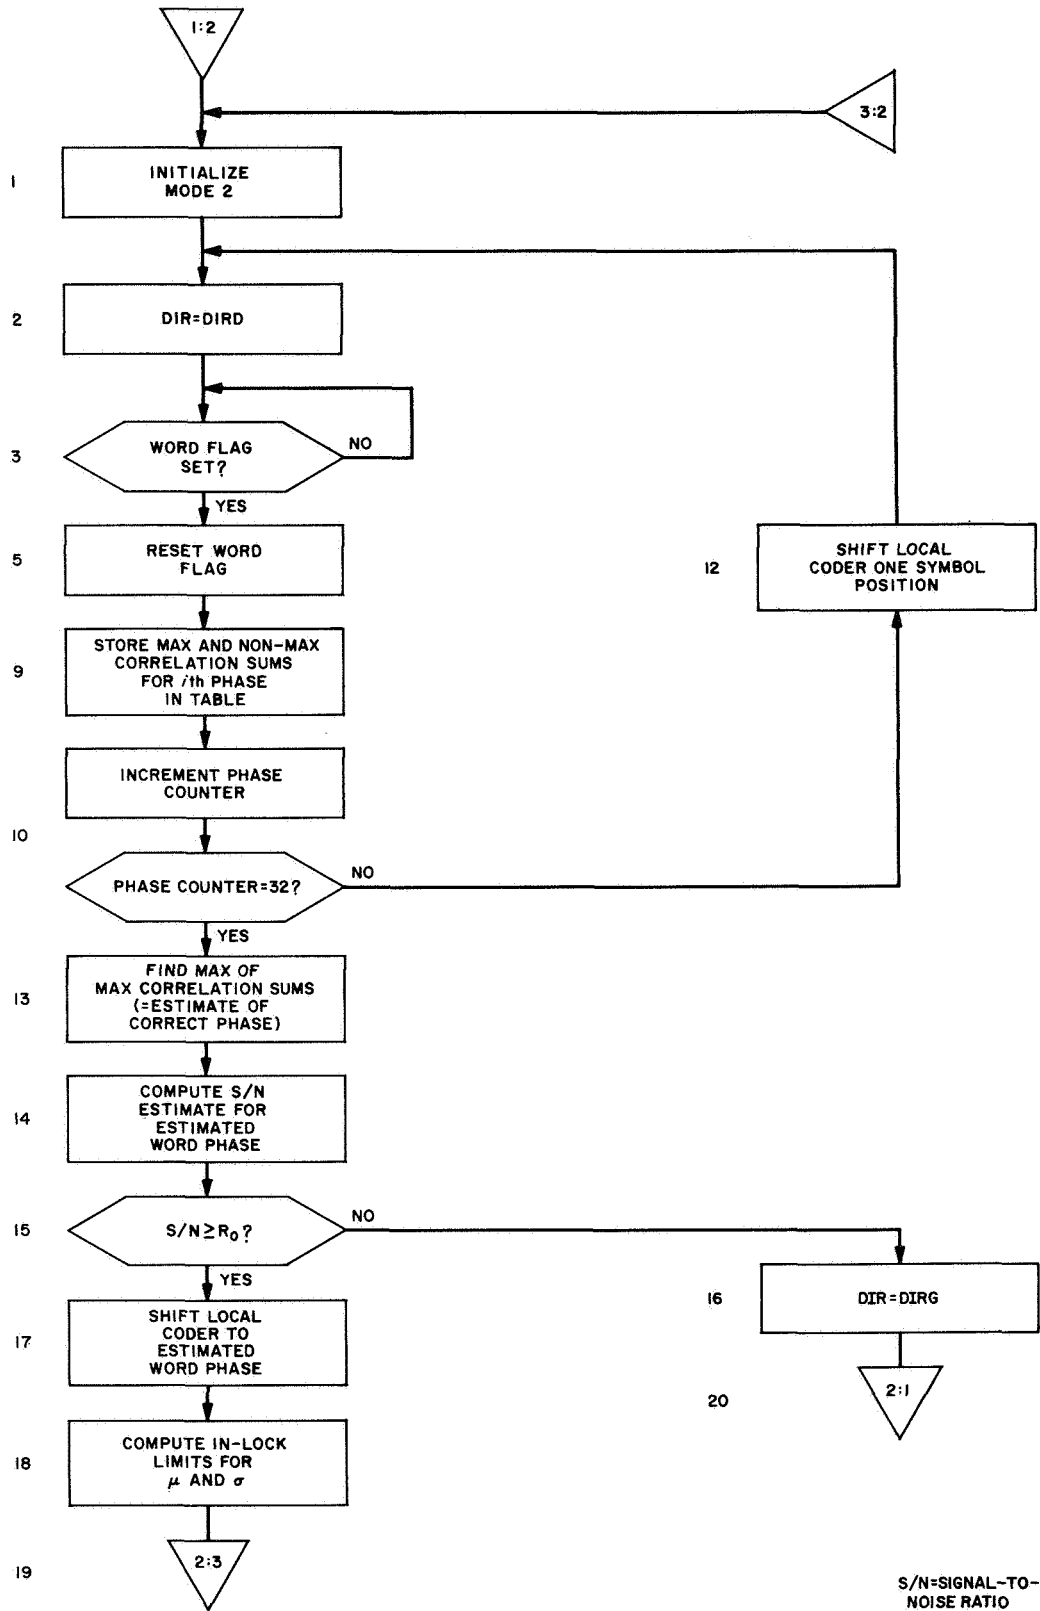 1:2
3:2
1
INITIALIZE
MODE 2
2
DIR=DIRD
3
WORD FLAG
SET?
NO
YES
5
RESET WORD
FLAG
12
SHIFT LOCAL
CODER ONE SYMBOL
POSITION
9
STORE MAX AND NON-MAX
CORRELATION SUMS
FOR ith PHASE
IN TABLE
INCREMENT PHASE
COUNTER
10
PHASE COUNTER=32?
NO
YES
13
FIND MAX OF
MAX CORRELATION SUMS
(=ESTIMATE OF
CORRECT PHASE)
14
COMPUTE S/N
ESTIMATE FOR
ESTIMATED
WORD PHASE
15
S/N≥R₀?
NO
YES
16
DIR=DIRG
17
SHIFT LOCAL
CODER TO
ESTIMATED
WORD PHASE
20
2:1
18
COMPUTE IN-LOCK
LIMITS FOR
μ AND σ
19
2:3
S/N=SIGNAL-TO-
NOISE RATIO